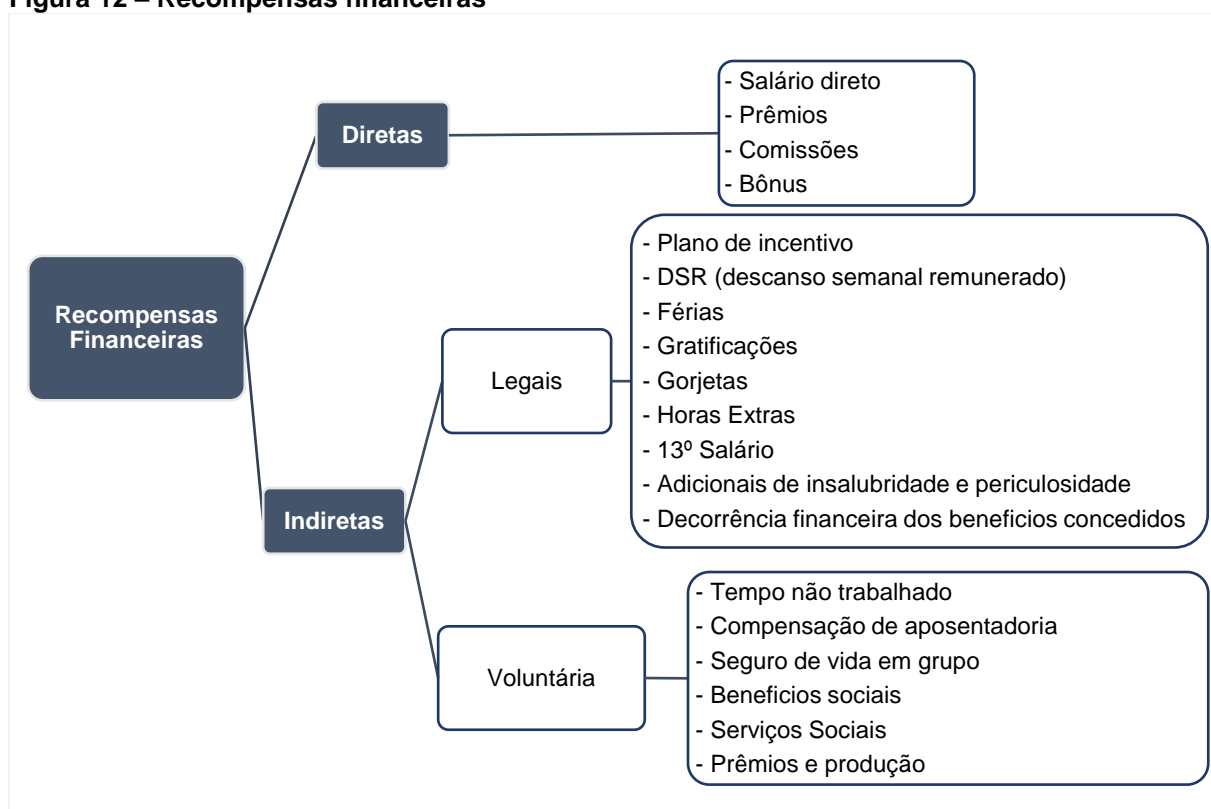 Figura 12 – Recompensas financeiras
Recompensas
Financeiras
Diretas
- Salário direto
- Prêmios
- Comissões
- Bônus
Indiretas
Legais
- Plano de incentivo
- DSR (descanso semanal remunerado)
- Férias
- Gratificações
- Gorjetas
- Horas Extras
- 13º Salário
- Adicionais de insalubridade e periculosidade
- Decorrência financeira dos beneficios concedidos
Voluntária
- Tempo não trabalhado
- Compensação de aposentadoria
- Seguro de vida em grupo
- Beneficios sociais
- Serviços Sociais
- Prêmios e produção